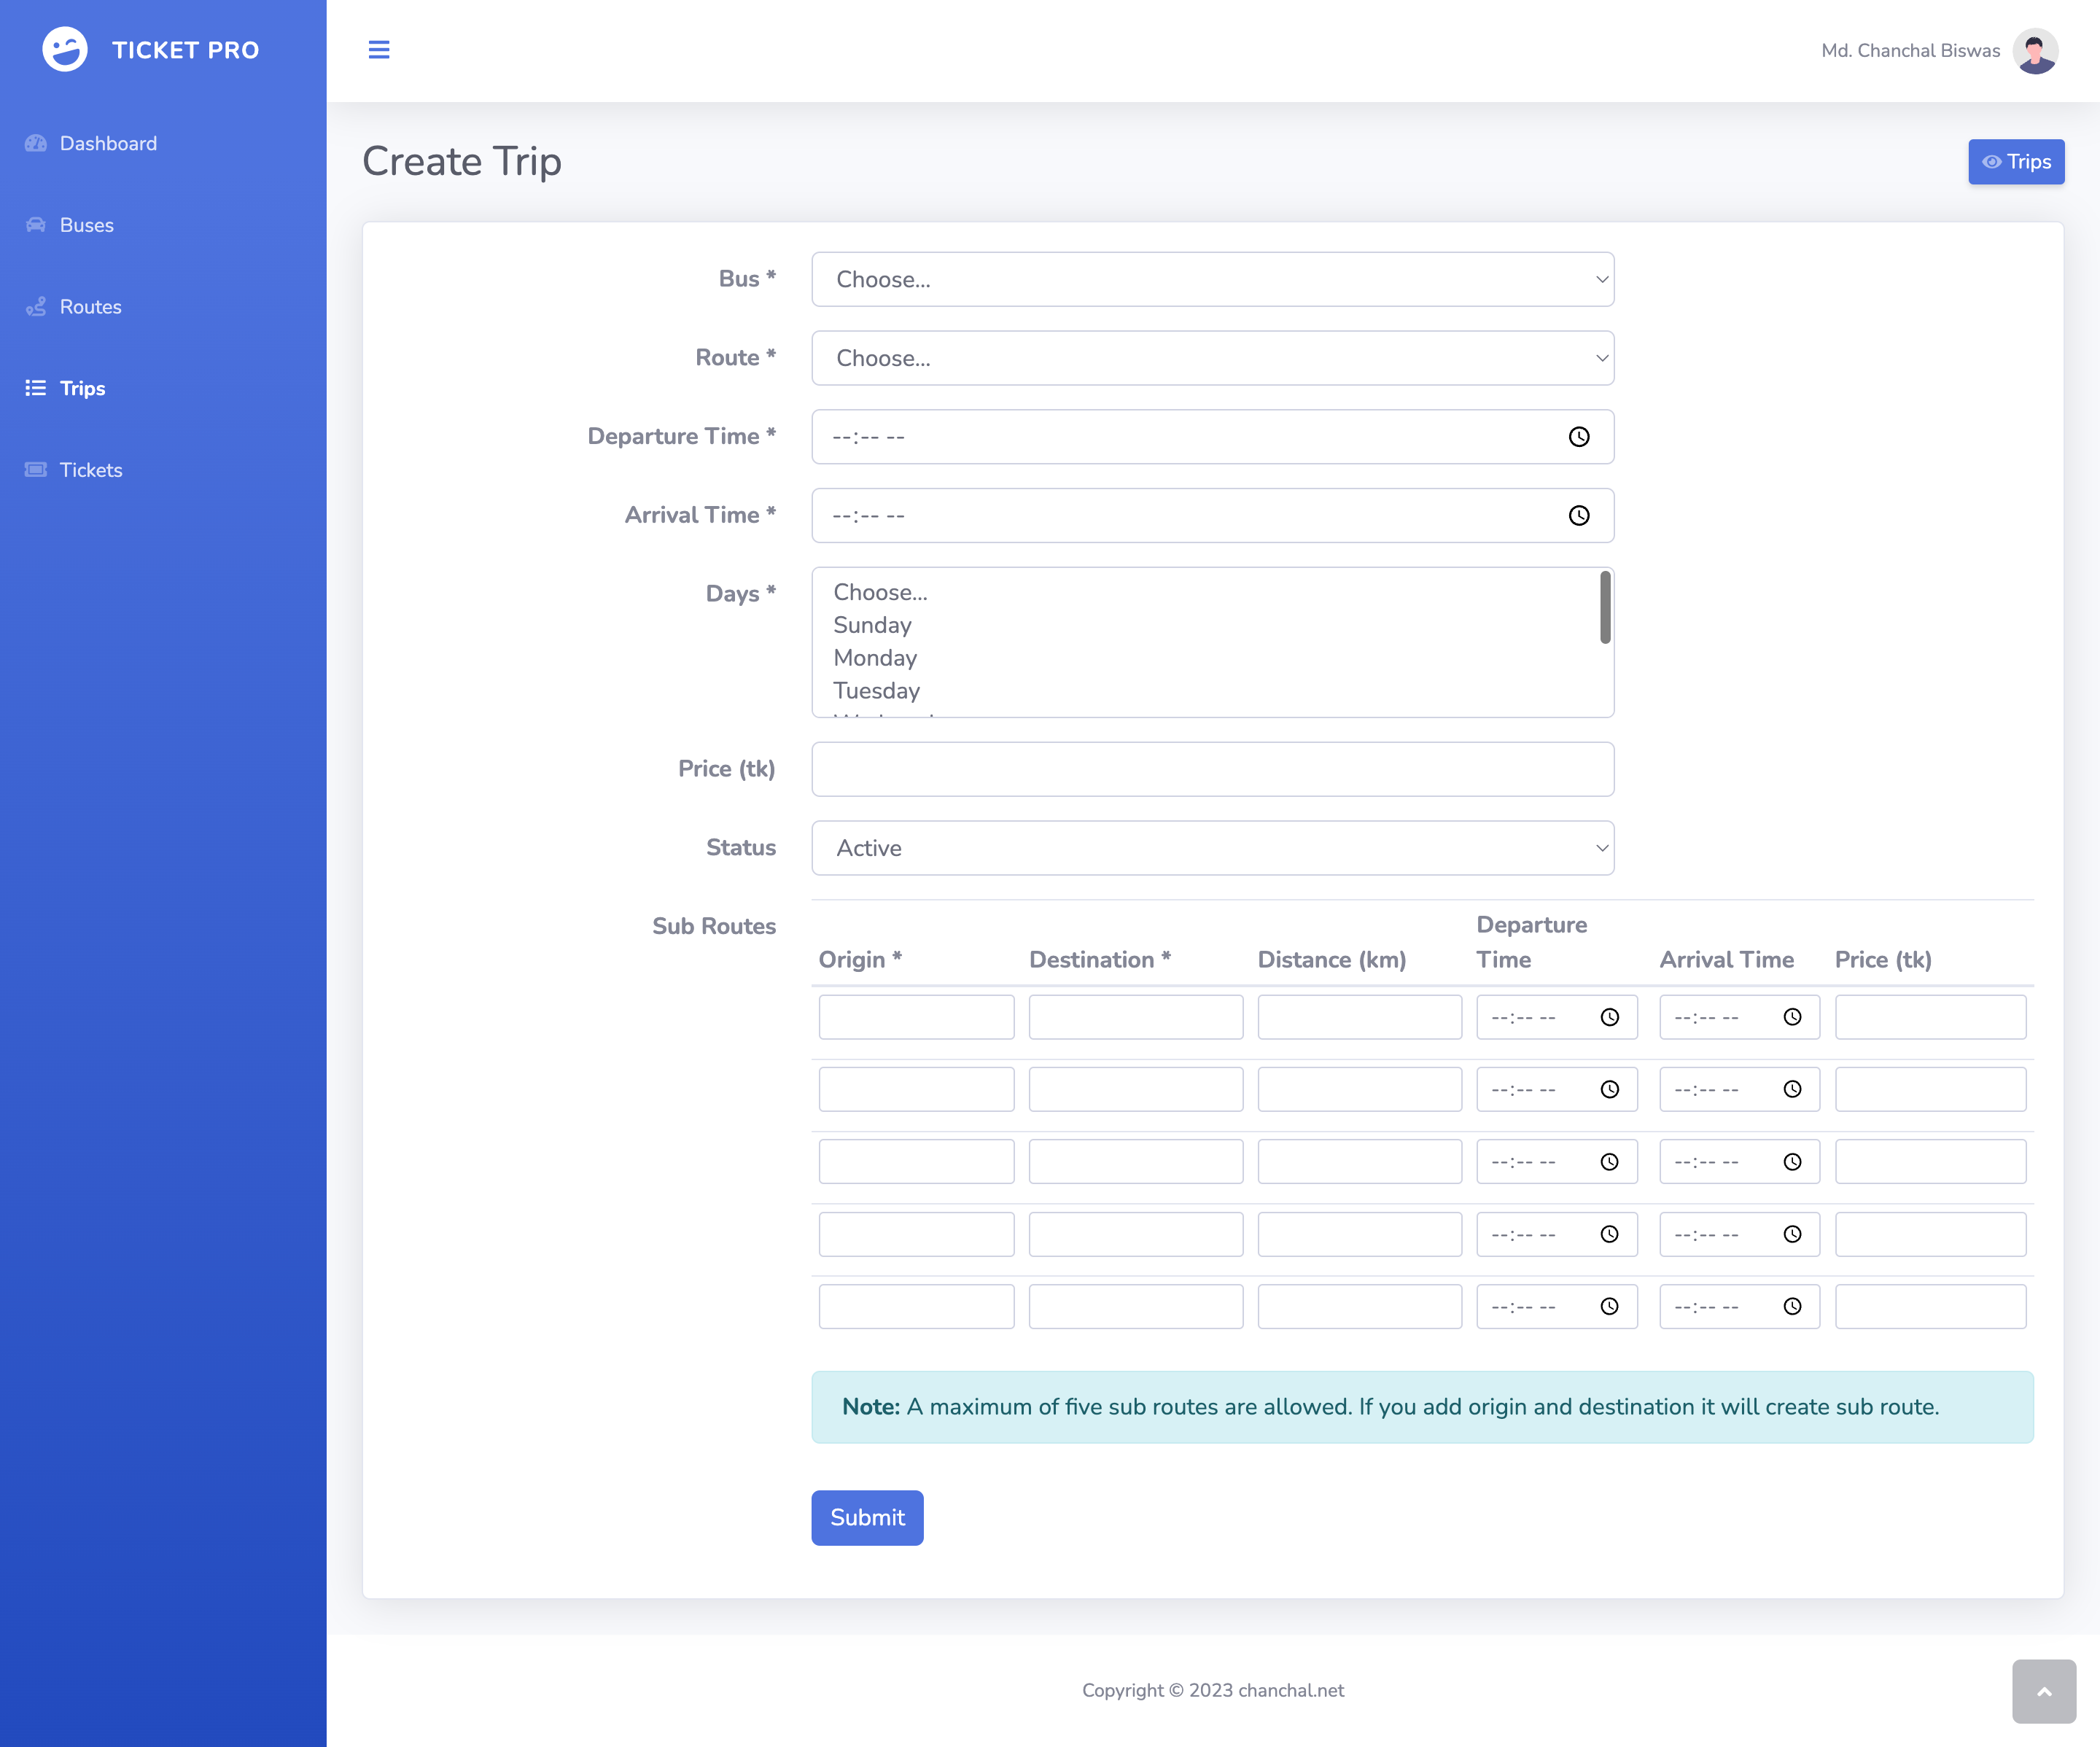 TICKET PRO
Md. Chanchal Biswas
Dashboard
Buses
Routes
Trips
Tickets
Create Trip
Trips
Bus *
Choose...
Route *
Choose...
Departure Time *
--:-- --
Arrival Time *
--:-- --
Days *
Choose...
Sunday
Monday
Tuesday
Price (tk)
Status
Active
Sub Routes
Origin *
Destination *
Distance (km)
Departure
Time
Arrival Time
Price (tk)
--:-- -- --:-- --
--:-- -- --:-- --
--:-- -- --:-- --
--:-- -- --:-- --
--:-- -- --:-- --
Note: A maximum of five sub routes are allowed. If you add origin and destination it will create sub route.
Submit
Copyright © 2023 chanchal.net